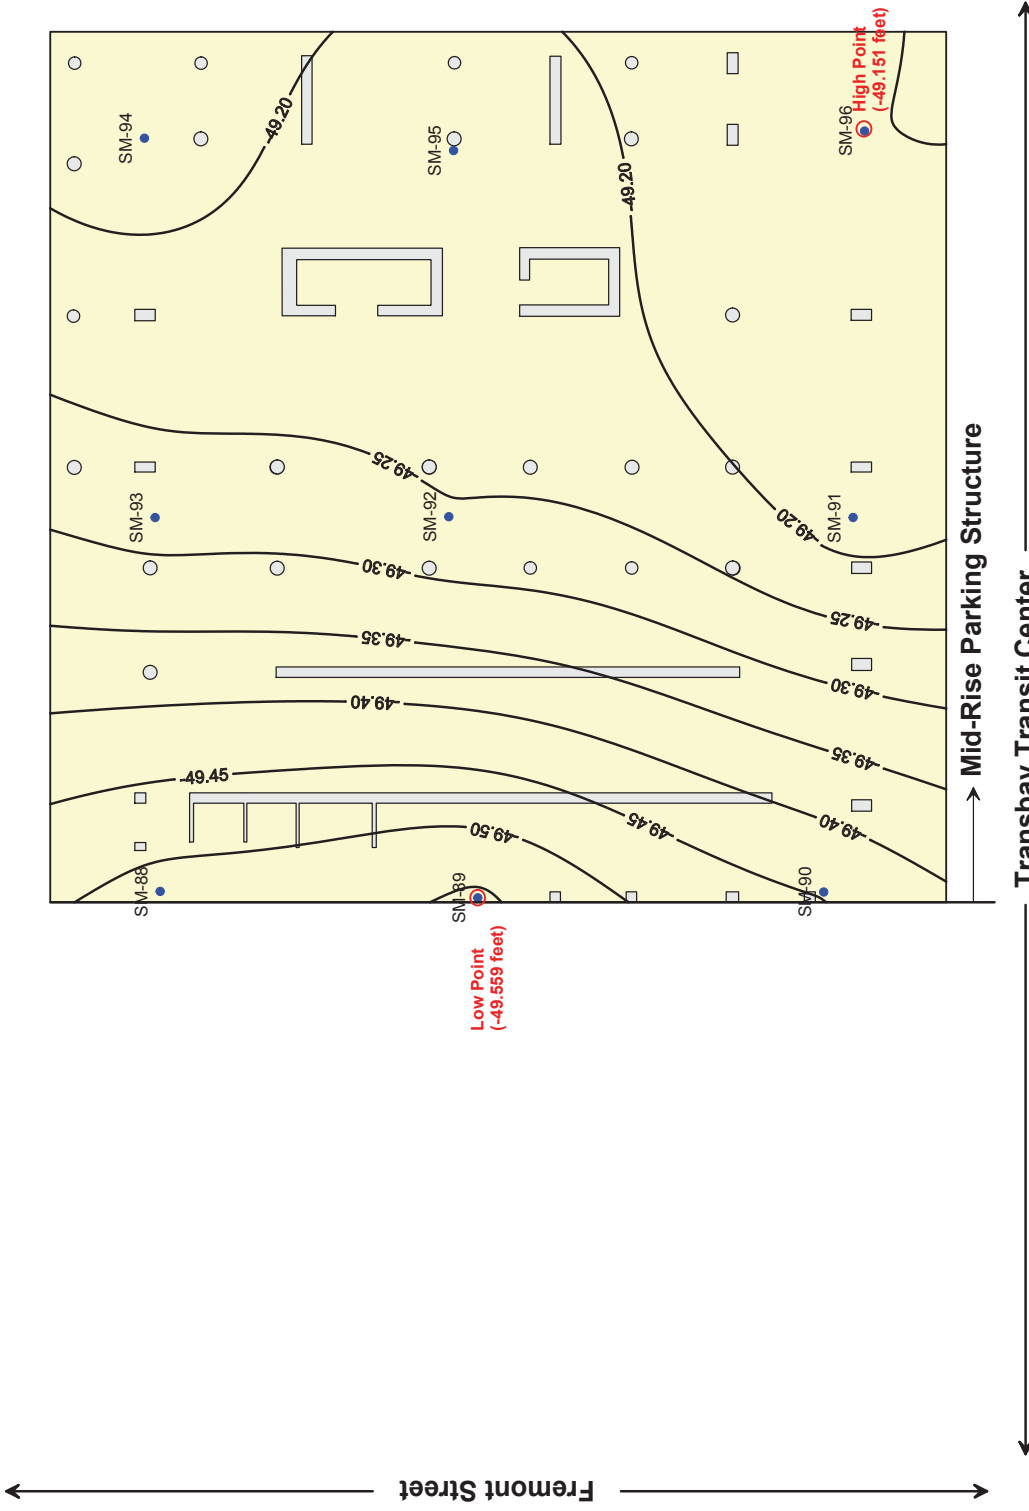 SM-94
-49.20
SM-95
SM-96
High Point
(-49.151 feet)
-49.20
SM-93
-49.25
SM-92
-49.20
SM-91
-49.30
-49.25
-49.35
-49.30
-49.40
-49.35
-49.45
-49.45
-49.40
-49.50
SM-88
SM-89
SM-90
Low Point
(-49.559 feet)
Mid-Rise Parking Structure
Transbay Transit Center
Fremont Street